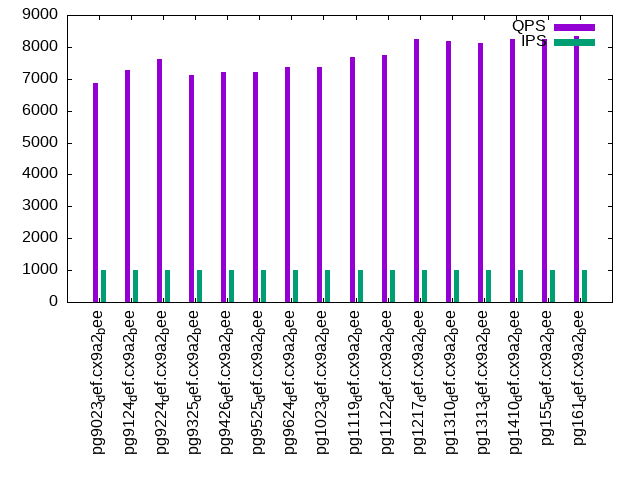 9000
8000
7000
6000
5000
4000
3000
2000
1000
0
QPS
IPS
pg9023def.cx9a2bee
pg9124def.cx9a2bee
pg9224def.cx9a2bee
pg9325def.cx9a2bee
pg9426def.cx9a2bee
pg9525def.cx9a2bee
pg9624def.cx9a2bee
pg1023def.cx9a2bee
pg1119def.cx9a2bee
pg1122def.cx9a2bee
pg1217def.cx9a2bee
pg1310def.cx9a2bee
pg1313def.cx9a2bee
pg1410def.cx9a2bee
pg155def.cx9a2bee
pg161def.cx9a2bee